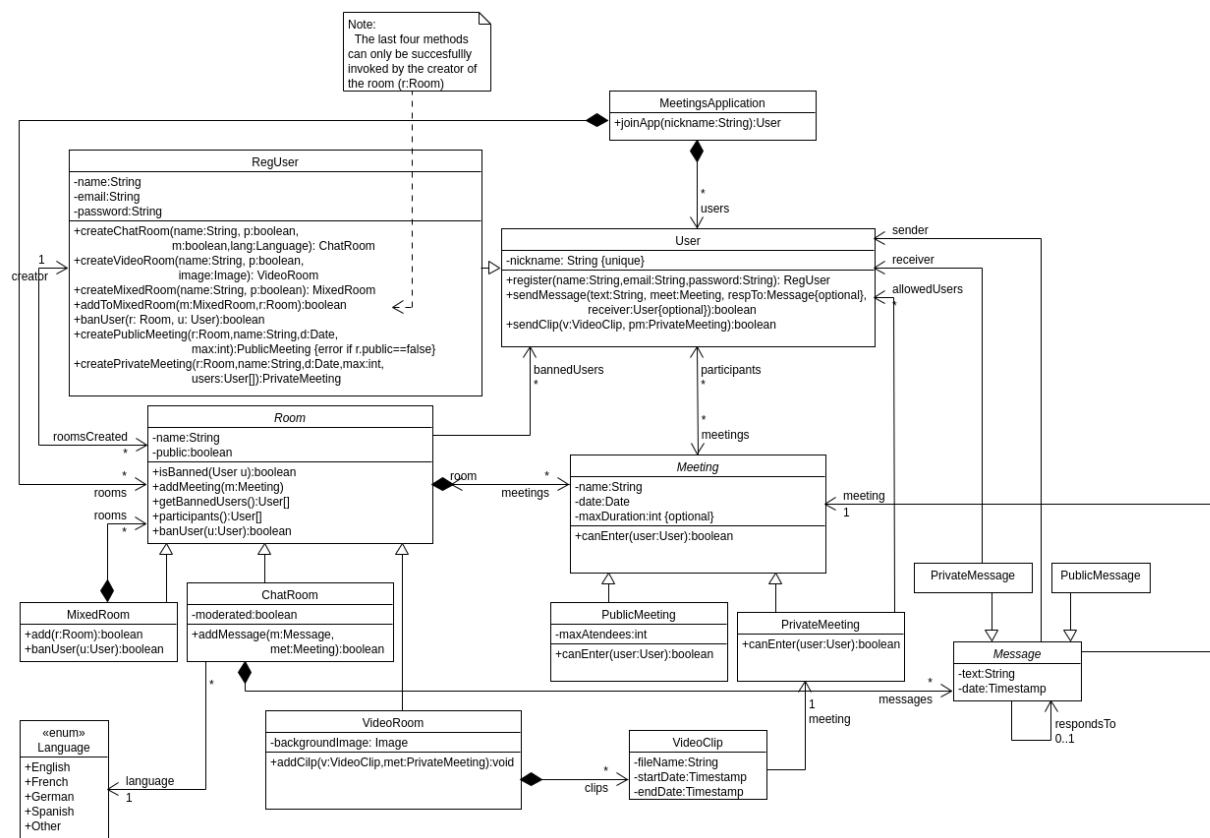 Note:
The last four methods
can only be succesfullly
invoked by the creator of
the room (r:Room)
MeetingsApplication
+joinApp(nickname:String):User
*
users
RegUser
-name:String
-email:String
-password:String
+createChatRoom(name:String, p:boolean,
m:boolean,lang:Language): ChatRoom
+createVideoRoom(name:String, p:boolean,
image:Image): VideoRoom
+createMixedRoom(name:String, p:boolean): MixedRoom
+addToMixedRoom(m:MixedRoom,r:Room):boolean
+banUser(r: Room, u: User):boolean
+createPublicMeeting(r:Room,name:String,d:Date,
max:int):PublicMeeting {error if r.public==false}
+createPrivateMeeting(r:Room,name:String,d:Date,max:int,
users:User[]):PrivateMeeting
1
creator
User
-nickname: String {unique}
+register(name:String,email:String,password:String): RegUser
+sendMessage(text:String, meet:Meeting, respTo:Message{optional},
receiver:User{optional}):boolean
+sendClip(v:VideoClip, pm:PrivateMeeting):boolean
sender
receiver
allowedUsers
*
bannedUsers
*
participants
*
*
meetings
roomsCreated
*
*
rooms
rooms
*
Room
-name:String
-public:boolean
+isBanned(User u):boolean
+addMeeting(m:Meeting)
+getBannedUsers():User[]
+participants():User[]
+banUser(u:User):boolean
room
*
meetings
Meeting
-name:String
-date:Date
-maxDuration:int {optional}
+canEnter(user:User):boolean
meeting
1
MixedRoom
+add(r:Room):boolean
+banUser(u:User):boolean
ChatRoom
-moderated:boolean
+addMessage(m:Message,
met:Meeting):boolean
PublicMeeting
-maxAtendees:int
+canEnter(user:User):boolean
PrivateMeeting
+canEnter(user:User):boolean
PrivateMessage
PublicMessage
Message
-text:String
-date:Timestamp
*
messages
respondsTo
0..1
*
language
1
«enum»
Language
+English
+French
+German
+Spanish
+Other
VideoRoom
-backgroundImage: Image
+addCilp(v:VideoClip,met:PrivateMeeting):void
*
clips
VideoClip
-fileName:String
-startDate:Timestamp
-endDate:Timestamp
1
meeting